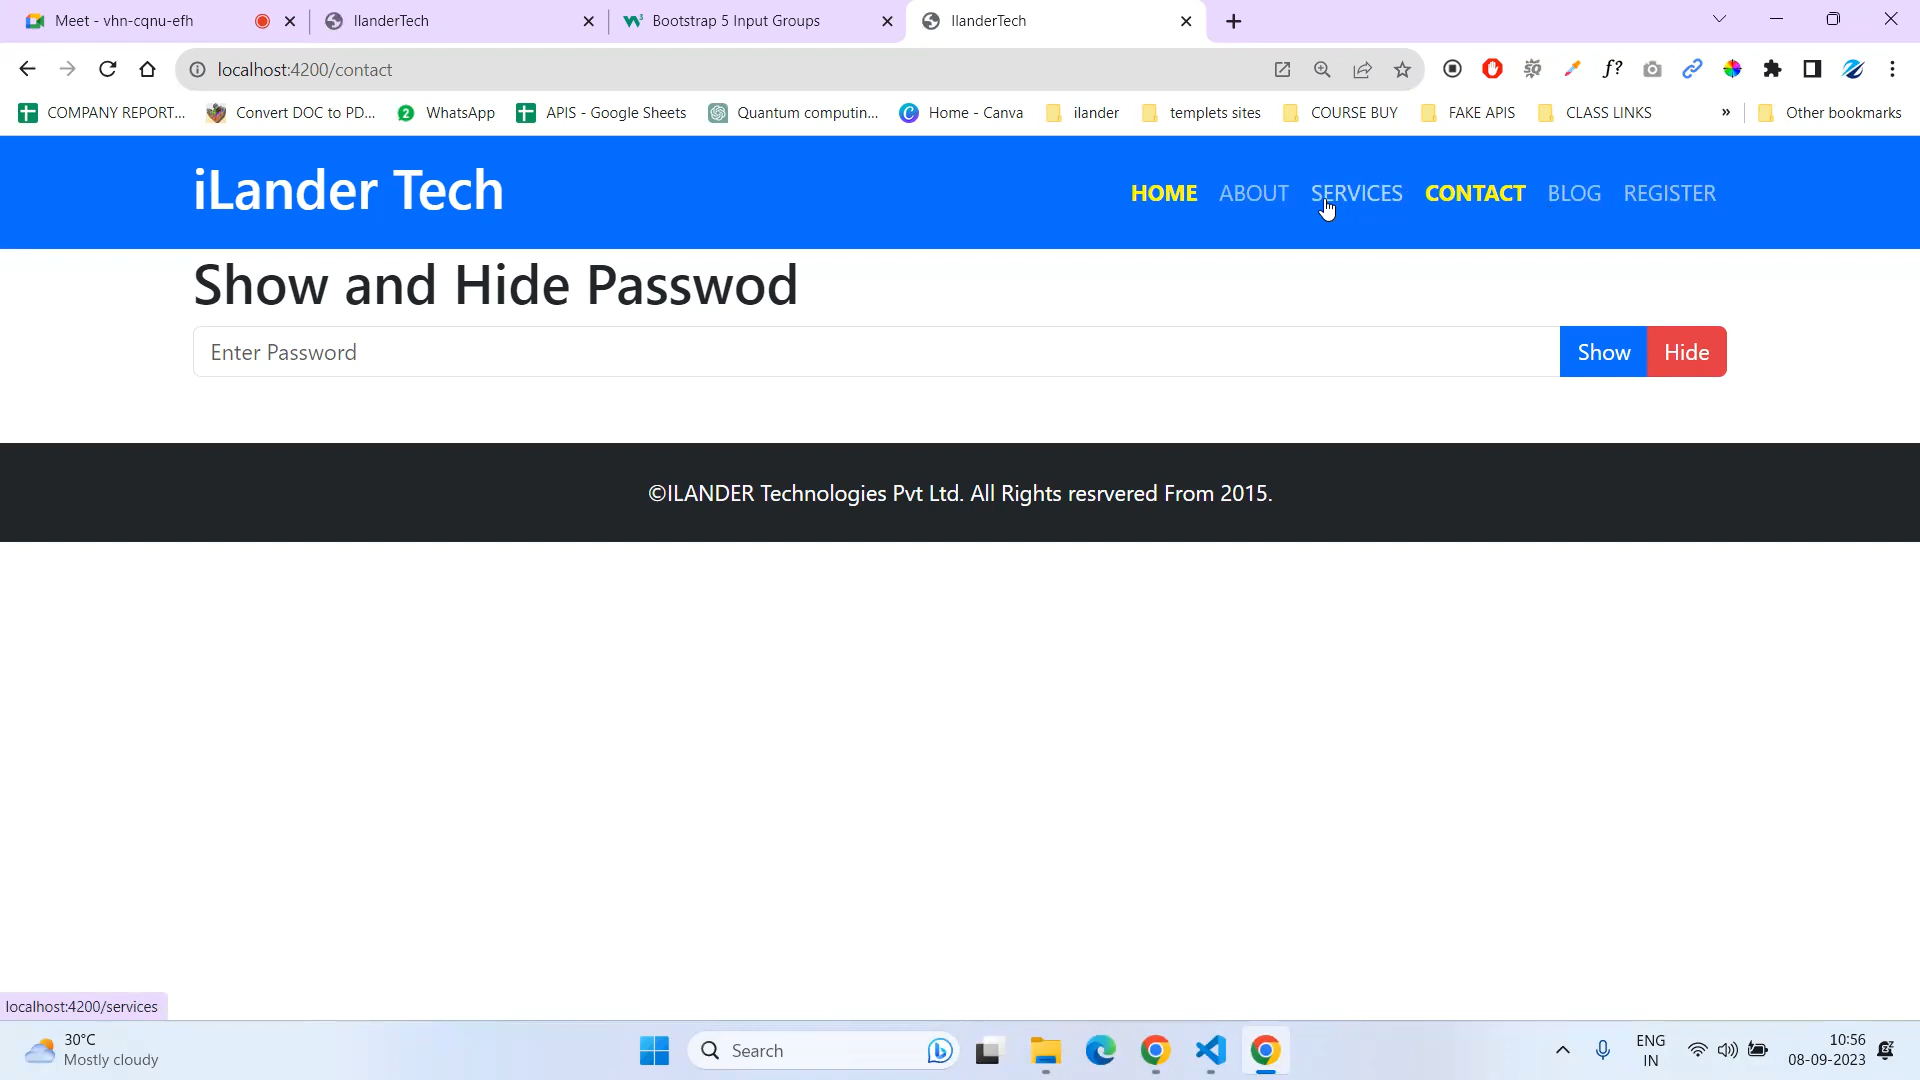 Meet - vhn-cqnu-efh
IlanderTech
Bootstrap 5 Input Groups
IlanderTech
localhost:4200/contact
COMPANY REPORT...
Convert DOC to PD...
WhatsApp
APIS - Google Sheets
Quantum computin...
Home - Canva
ilander
templets sites
COURSE BUY
FAKE APIS
CLASS LINKS
»
Other bookmarks
iLander Tech
HOME ABOUT SERVICES CONTACT BLOG REGISTER
Show and Hide Passwod
Enter Password
Show
Hide
©ILANDER Technologies Pvt Ltd. All Rights resrvered From 2015.
localhost:4200/services
30°C
Mostly cloudy
Search
ENG
IN
10:56
08-09-2023